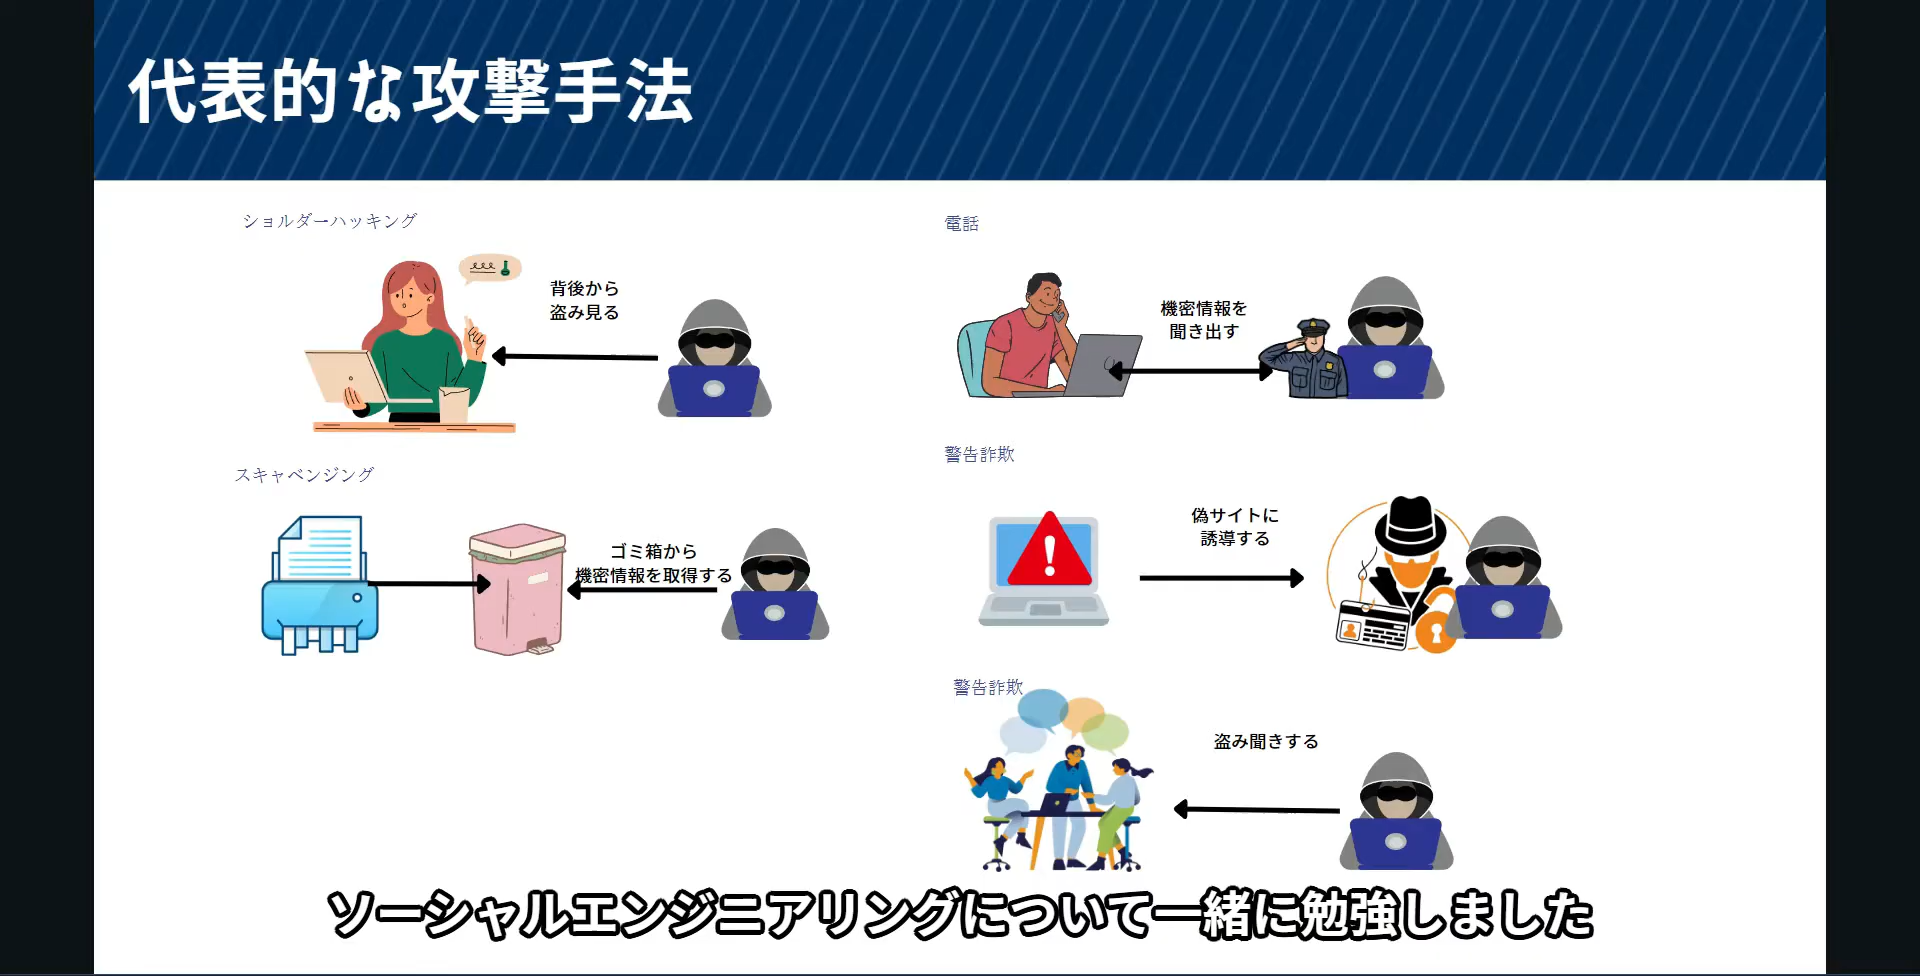 代表的な攻撃手法
ショルダーハッキング
背後から
盗み見る
スキャベンジング
ゴミ箱から
機密情報を取得する
電話
機密情報を
聞き出す
警告詐欺
偽サイトに
誘導する
警告詐欺
盗み聞きする
ソーシャルエンジニアリングについて一緒に勉強しました